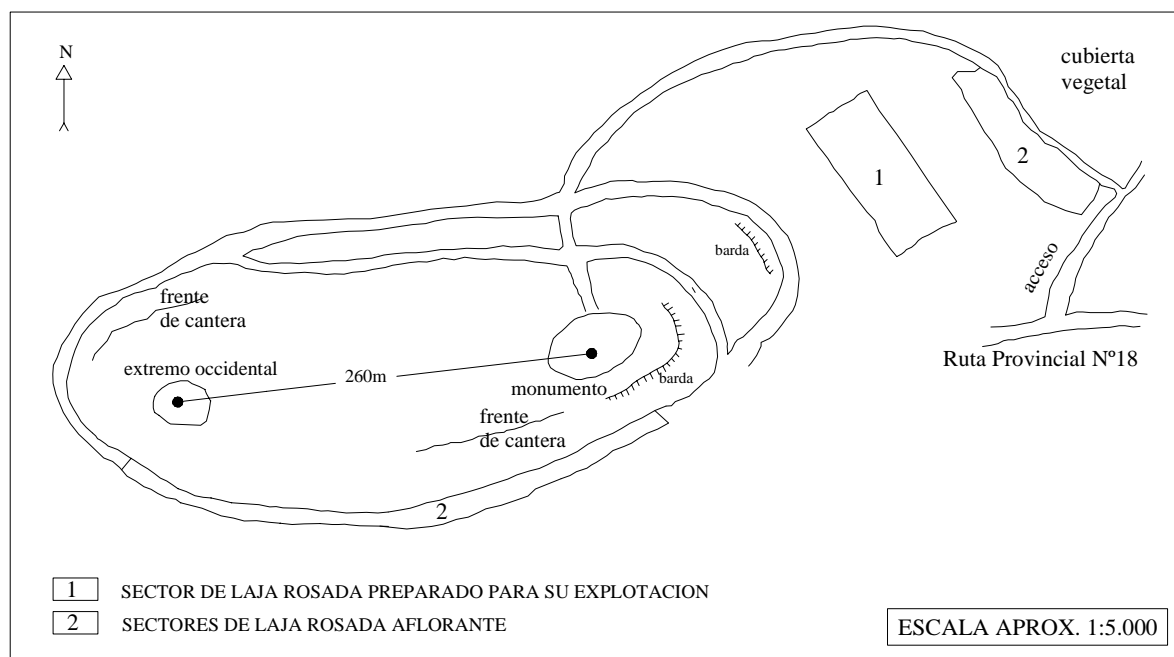 N
cubierta
vegetal
1
2
barda
acceso
frente
de cantera
Ruta Provincial Nº18
extremo occidental
260m
monumento
barda
frente
de cantera
2
1 SECTOR DE LAJA ROSADA PREPARADO PARA SU EXPLOTACION
2 SECTORES DE LAJA ROSADA AFLORANTE
ESCALA APROX. 1:5.000